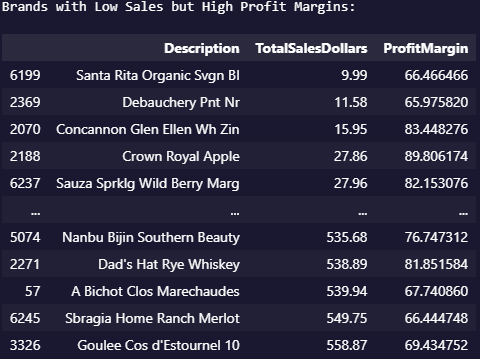 Brands with Low Sales but High Profit Margins:
Description TotalSalesDollars ProfitMargin
6199 Santa Rita Organic Svgn Bl 9.99 66.466466
2369 Debauchery Pnt Nr 11.58 65.975820
2070 Concannon Glen Ellen Wh Zin 15.95 83.448276
2188 Crown Royal Apple 27.86 89.806174
6237 Sauza Sprklg Wild Berry Marg 27.96 82.153076
... ... ... ...
5074 Nanbu Bijin Southern Beauty 535.68 76.747312
2271 Dad's Hat Rye Whiskey 538.89 81.851584
57 A Bichot Clos Marechaudes 539.94 67.740860
6245 Sbragia Home Ranch Merlot 549.75 66.444748
3326 Goulee Cos d'Estournel 10 558.87 69.434752